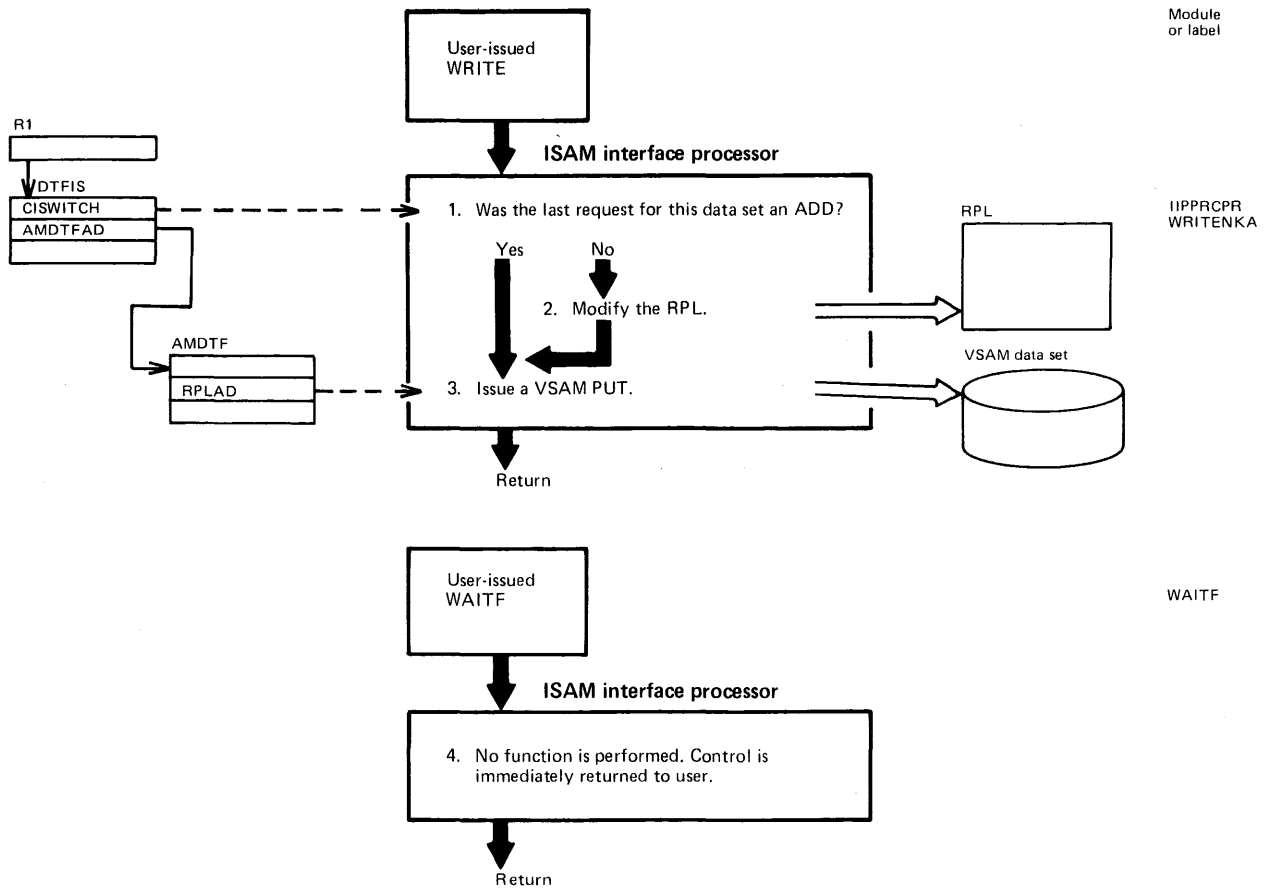 Module
or label
User-issued
WRITE
R1
ISAM interface processor
DTFIS
CISWITCH
AMDTFAD
1. Was the last request for this data set an ADD?
RPL
IIPPRCPR
WRITENKA
Yes No
2. Modify the RPL.
AMDTF
VSAM data set
RPLAD
3. Issue a VSAM PUT.
Return
User-issued
WAITF
WAITF
ISAM interface processor
4. No function is performed. Control is
immediately returned to user.
Return